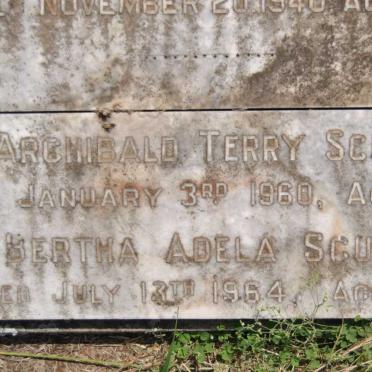 NOVEMBER 20 1940
ARCHIBALD TERRY
JANUARY 3RD 1960,
BERTHA ADELA
JULY 13TH 1964.